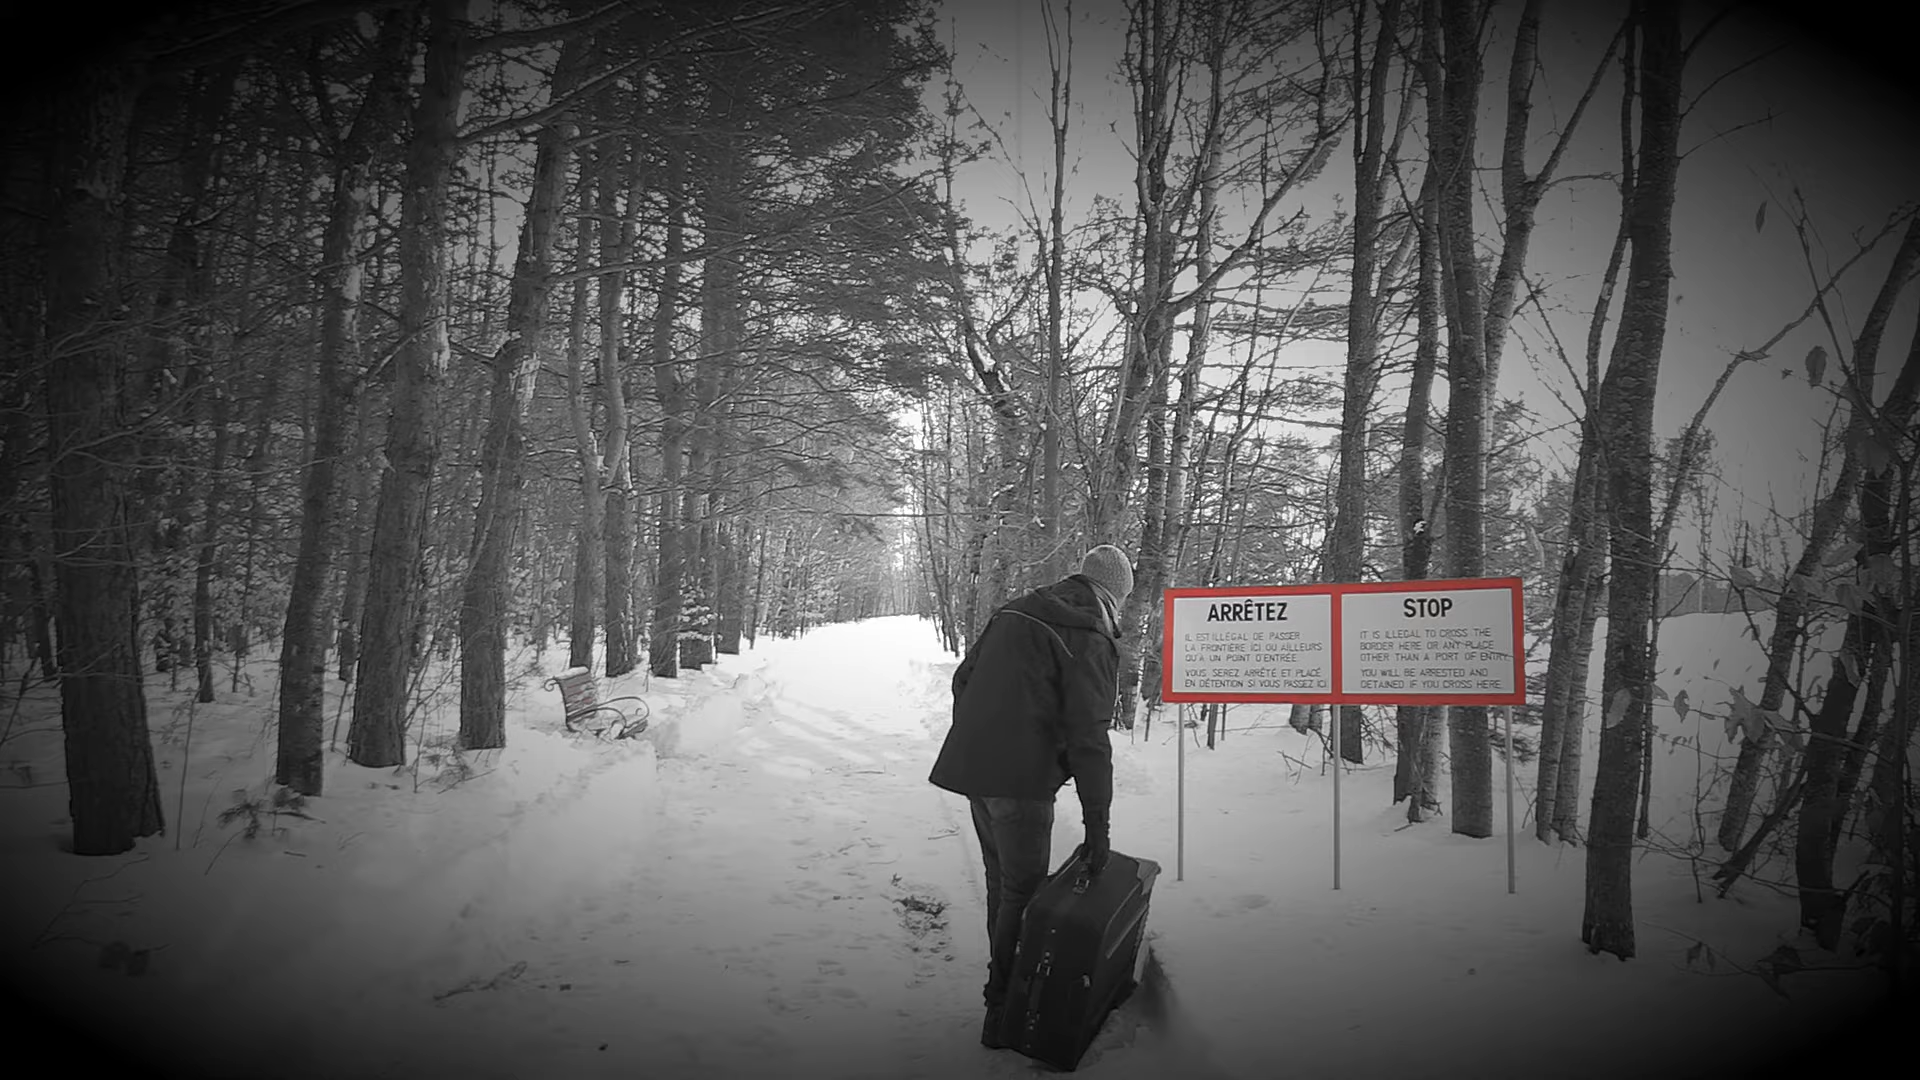 ARRÊTEZ
IL EST ILLÉGAL DE PASSER
LA FRONTIÈRE ICI OU AILLEURS
QU'À UN POINT D'ENTRÉE.
VOUS SEREZ ARRÊTÉ ET PLACÉ
EN DÉTENTION SI VOUS PASSEZ ICI
STOP
IT IS ILLEGAL TO CROSS THE
BORDER HERE OR ANY PLACE
OTHER THAN A PORT OF ENTRY.
YOU WILL BE ARRESTED AND
DETAINED IF YOU CROSS HERE.